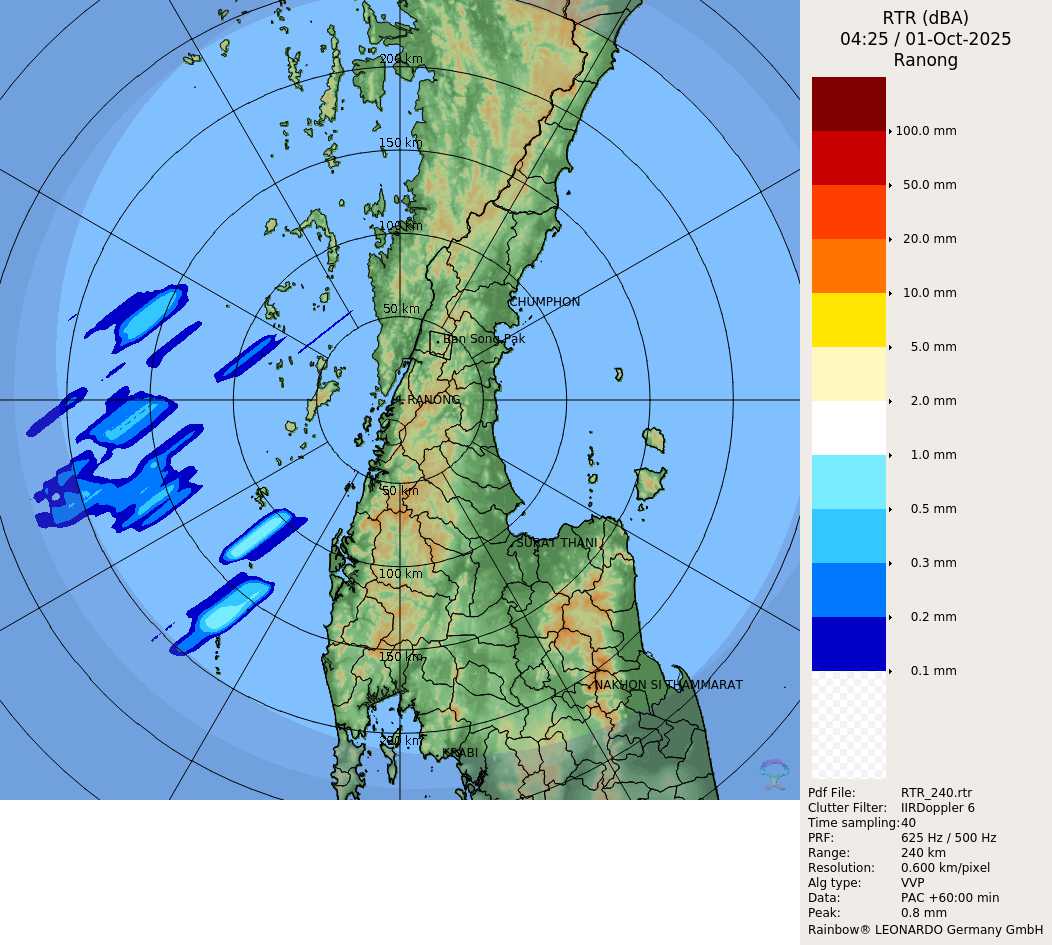 RTR (dBA)
04:25 / 01-Oct-2025
Ranong
200 km
150 km
100 km
50 km
CHUMPHON
Ban Song Pak
RANONG
50 km
SURAT THANI
100 km
150 km
NAKHON SI THAMMARAT
200 km
KRABI
100.0 mm
50.0 mm
20.0 mm
10.0 mm
5.0 mm
2.0 mm
1.0 mm
0.5 mm
0.3 mm
0.2 mm
0.1 mm
Pdf File: RTR_240.rtr
Clutter Filter: IIRDoppler 6
Time sampling: 40
PRF: 625 Hz / 500 Hz
Range: 240 km
Resolution: 0.600 km/pixel
Alg type: VVP
Data: PAC +60:00 min
Peak: 0.8 mm
Rainbow® LEONARDO Germany GmbH